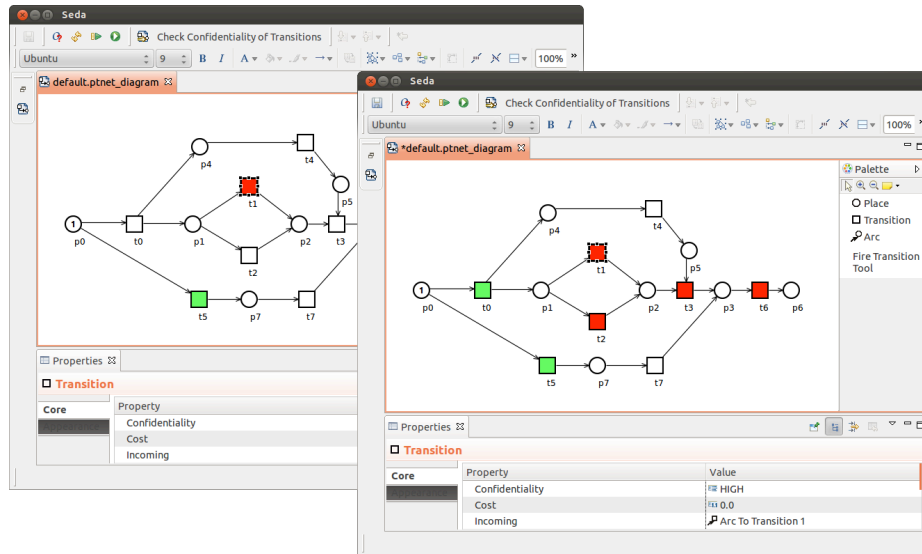 Seda
Check Confidentiality of Transitions
Ubuntu 9 B I A 100% »
default.ptnet_diagram
p4 t4
t1 p5
1
p0 t0 p1 p2 t3
t2
t5 p7 t7
Properties
Transition
Core Property
Appearance Confidentiality
Cost
Incoming
Seda
Check Confidentiality of Transitions
Ubuntu 9 B I A 100% »
*default.ptnet_diagram
Palette
Place
Transition
Arc
Fire Transition
Tool
p4 t4
t1 p5
1
p0 t0 p1 p2 t3 p3 t6 p6
t2
t5 p7 t7
Properties
Transition
Core Property Value
Appearance Confidentiality HIGH
Cost 0.0
Incoming Arc To Transition 1